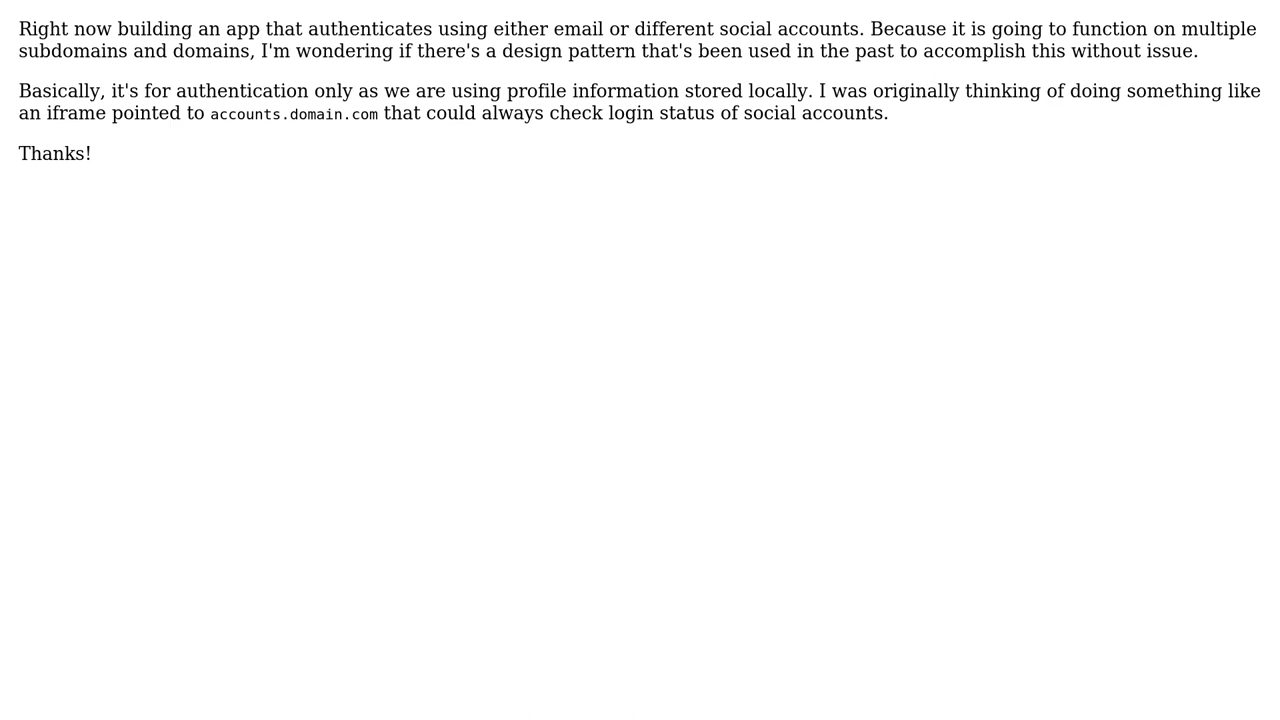 Right now building an app that authenticates using either email or different social accounts. Because it is going to function on multiple
subdomains and domains, I'm wondering if there's a design pattern that's been used in the past to accomplish this without issue.
Basically, it's for authentication only as we are using profile information stored locally. I was originally thinking of doing something like
an iframe pointed to accounts.domain.com that could always check login status of social accounts.
Thanks!